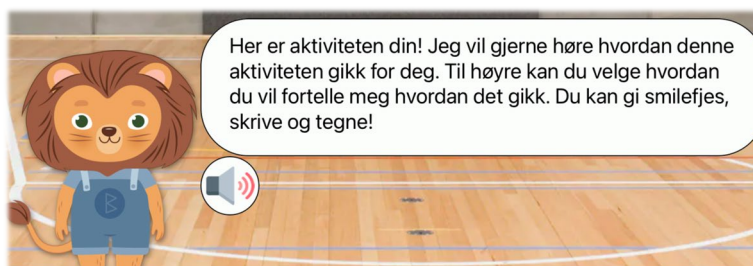 Her er aktiviteten din! Jeg vil gjerne høre hvordan denne
aktiviteten gikk for deg. Til høyre kan du velge hvordan
du vil fortelle meg hvordan det gikk. Du kan gi smilefjes,
skrive og tegne!
B